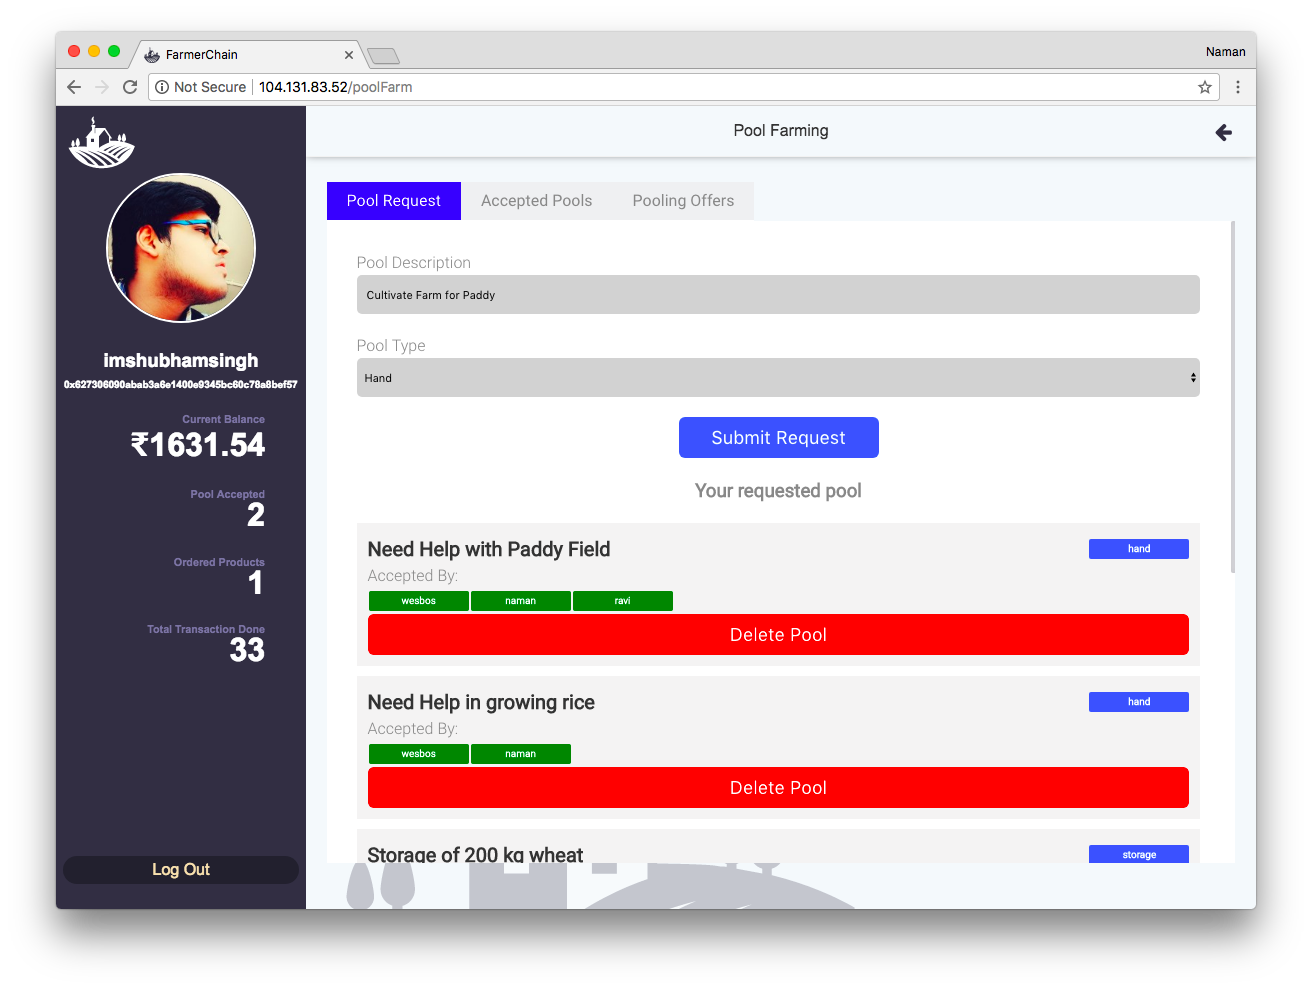 FarmerChain
Naman
Not Secure
104.131.83.52/poolFarm
Pool Farming
imshubhamsingh
0x627306090abab3a6e1400e9345bc60c78a8bef57
Current Balance
₹1631.54
Pool Accepted
2
Ordered Products
1
Total Transaction Done
33
Log Out
Pool Request Accepted Pools Pooling Offers
Pool Description
Cultivate Farm for Paddy
Pool Type
Hand
Submit Request
Your requested pool
Need Help with Paddy Field
hand
Accepted By:
wesbos naman ravi
Delete Pool
Need Help in growing rice
hand
Accepted By:
wesbos naman
Delete Pool
Storage of 200 kg wheat
storage